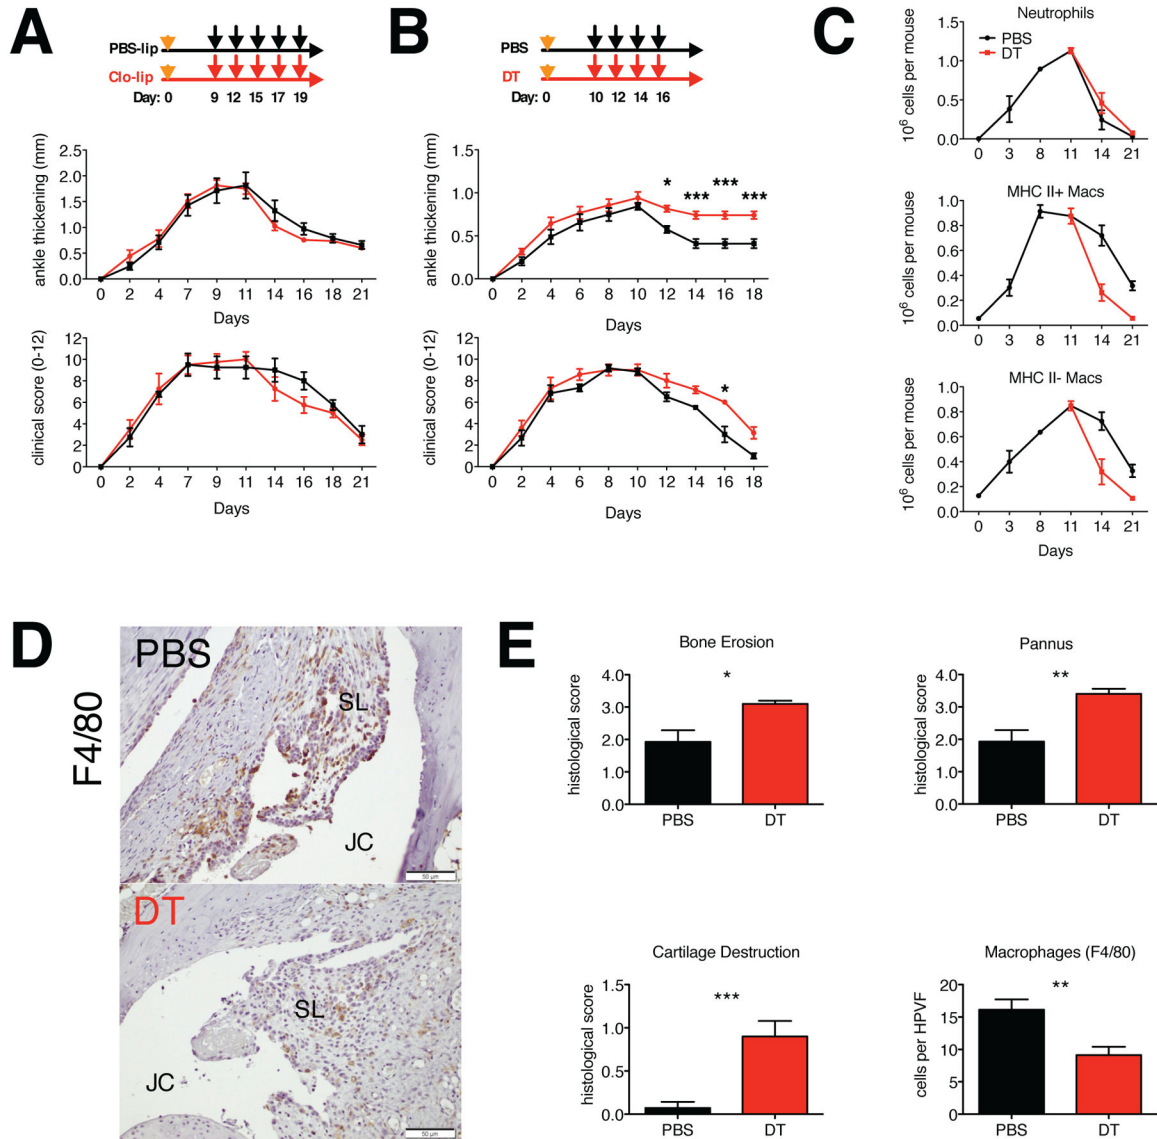 A
PBS-lip
Clo-lip
Day: 0 9 12 15 17 19
ankle thickening (mm)
2.5
2.0
1.5
1.0
0.5
0.0
0 2 4 7 9 11 14 16 18 21
Days
clinical score (0-12)
12
10
8
6
4
2
0
0 2 4 7 9 11 14 16 18 21
Days
B
PBS
DT
Day: 0 10 12 14 16
ankle thickening (mm)
1.5
1.0
0.5
0.0
* *** *** ***
0 2 4 6 8 10 12 14 16 18
Days
clinical score (0-12)
12
10
8
6
4
2
0
*
0 2 4 6 8 10 12 14 16 18
Days
C
Neutrophils
PBS
DT
10⁶ cells per mouse
1.5
1.0
0.5
0.0
0 3 8 11 14 21
MHC II+ Macs
10⁶ cells per mouse
1.0
0.8
0.6
0.4
0.2
0.0
0 3 8 11 14 21
MHC II- Macs
10⁶ cells per mouse
1.0
0.8
0.6
0.4
0.2
0.0
0 3 8 11 14 21
Days
D
F4/80
PBS
SL
JC
50 µm
DT
SL
JC
50 µm
E
Bone Erosion
histological score
4.0
3.0
2.0
1.0
0.0
*
PBS DT
Pannus
histological score
4.0
3.0
2.0
1.0
0.0
**
PBS DT
Cartilage Destruction
histological score
1.5
1.0
0.5
0.0
***
PBS DT
Macrophages (F4/80)
cells per HPVF
20
15
10
5
0
**
PBS DT